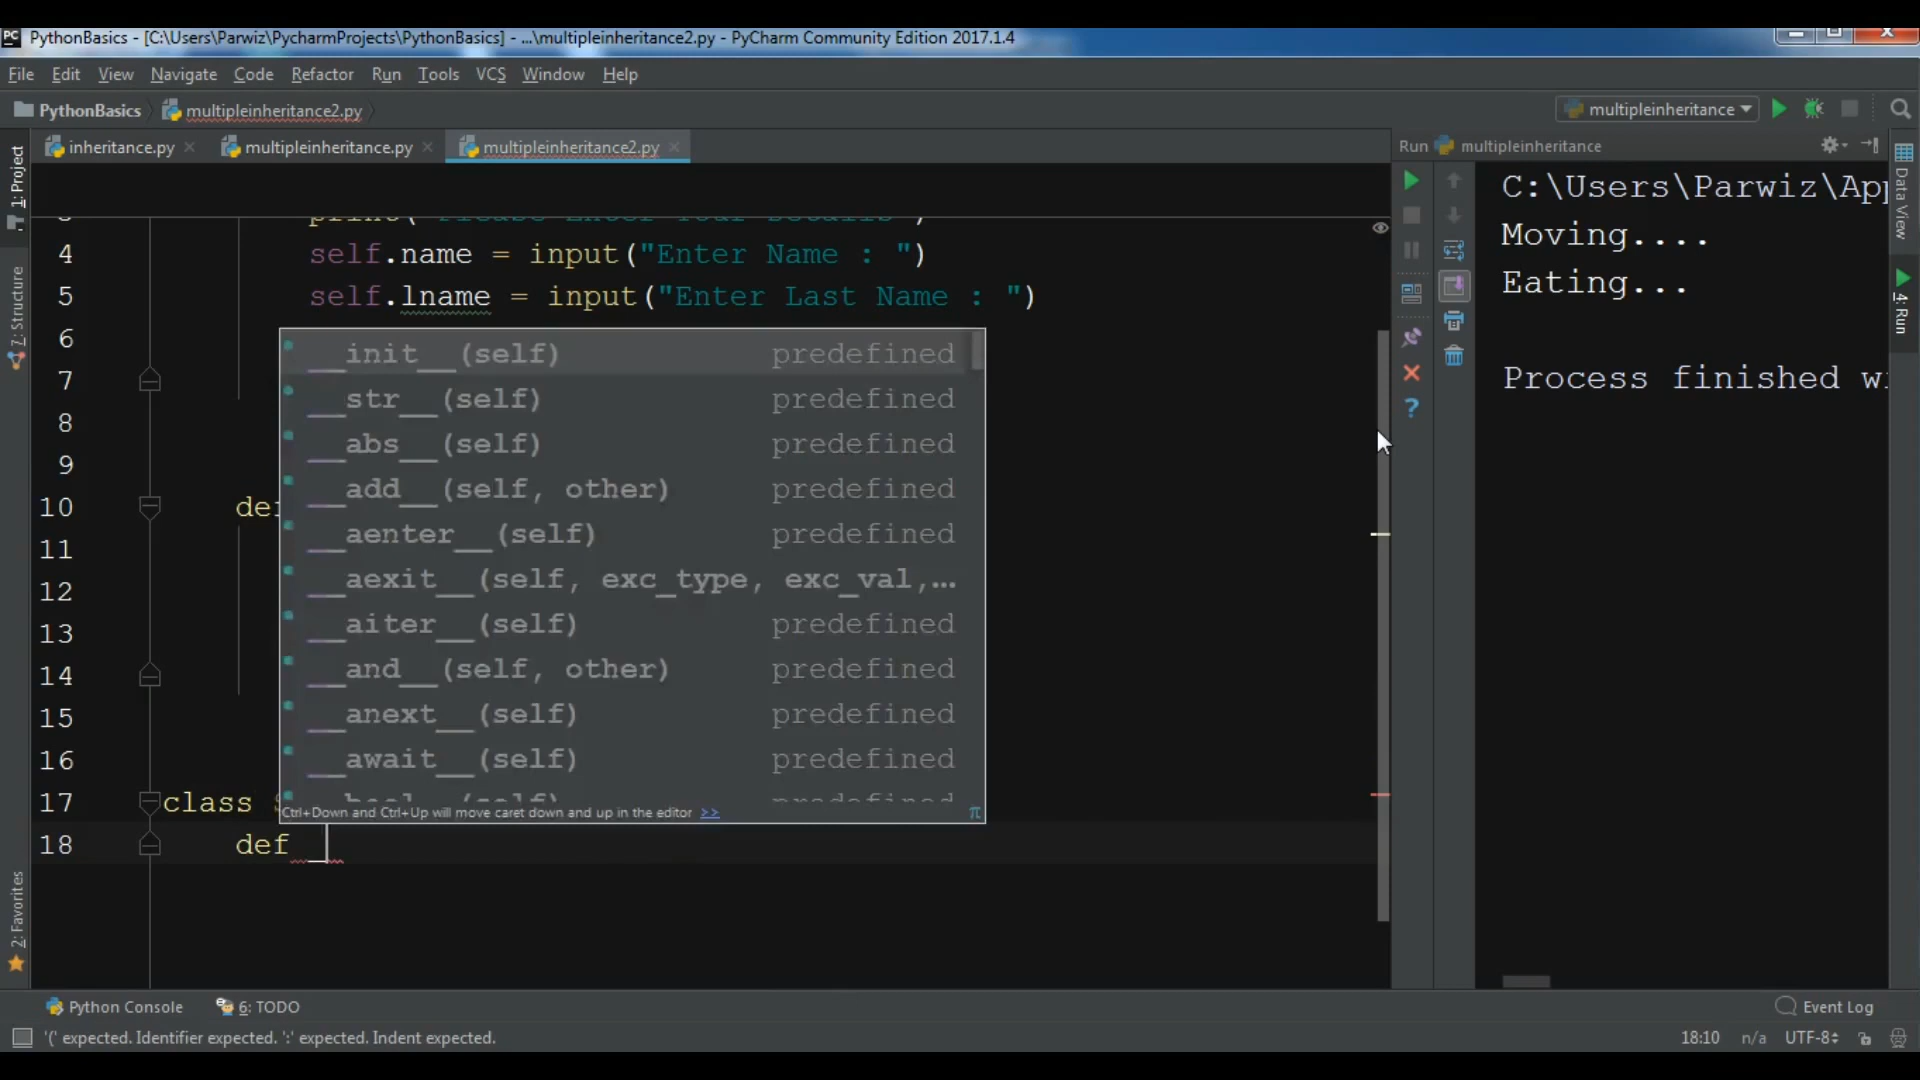 PythonBasics - [C:\Users\Parwiz\PycharmProjects\PythonBasics] - ...\multipleinheritance2.py - PyCharm Community Edition 2017.1.4
File Edit View Navigate Code Refactor Run Tools VCS Window Help
PythonBasics multipleinheritance2.py multipleinheritance
inheritance.py multipleinheritance.py multipleinheritance2.py
Run multipleinheritance
1: Project
7: Structure
2: Favorites
Data View
4: Run
4 self.name = input("Enter Name : ")
5 self.lname = input("Enter Last Name : ")
6
7
8
9
10 def
11
12
13
14
15
16
17 class
18 def _
__init__(self) predefined
__str__(self) predefined
__abs__(self) predefined
__add__(self, other) predefined
__aenter__(self) predefined
__aexit__(self, exc_type, exc_val,... predefined
__aiter__(self) predefined
__and__(self, other) predefined
__anext__(self) predefined
__await__(self) predefined
Ctrl+Down and Ctrl+Up will move caret down and up in the editor >> π
C:\Users\Parwiz\App
Moving....
Eating...
Process finished wi
Python Console 6: TODO Event Log
'(' expected. Identifier expected. ':' expected. Indent expected. 18:10 n/a UTF-8